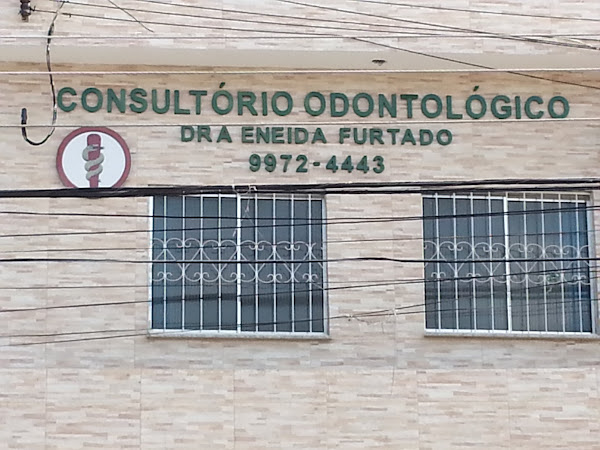 CONSULTÓRIO ODONTOLÓGICO
DRA ENEIDA FURTADO
9972-4443